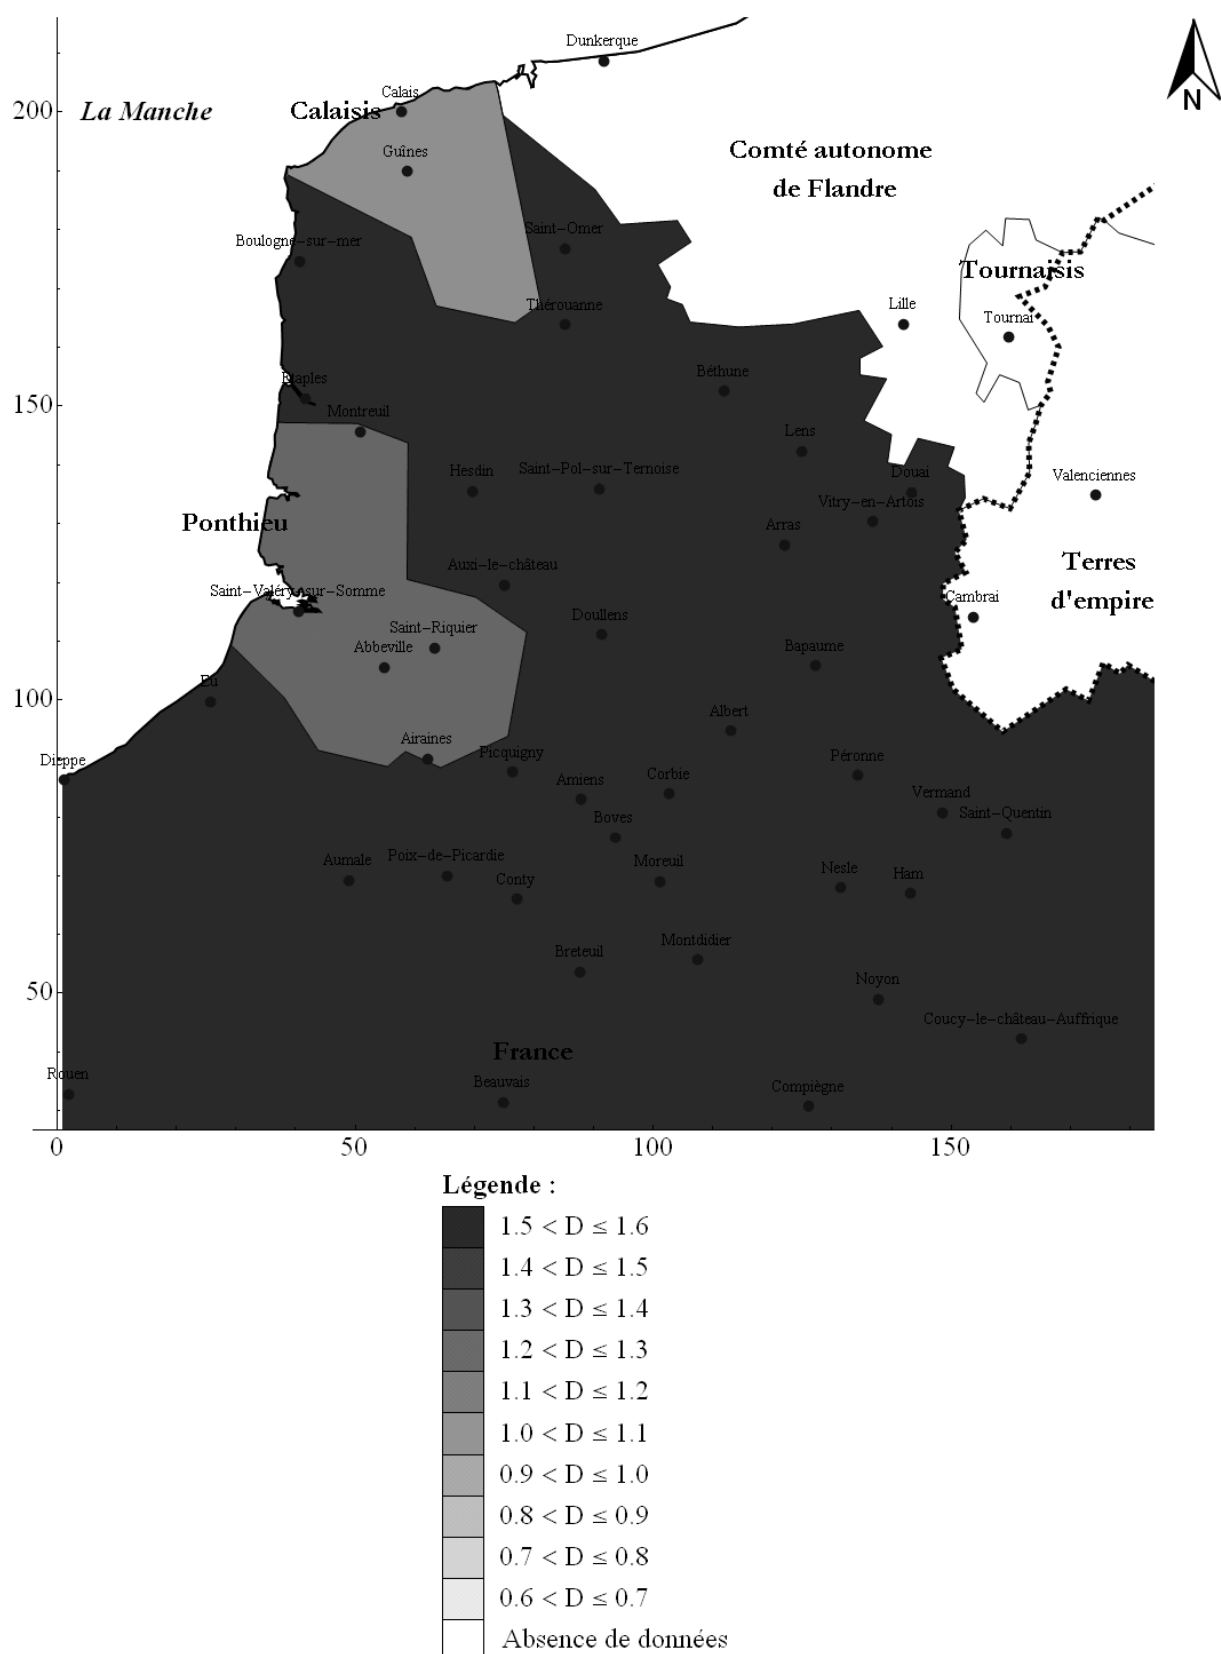 Dunkerque
N
Calais
200
La Manche
Calaisis
Guînes
Comté autonome
de Flandre
Saint-Omer
Boulogne-sur-mer
Tournaisis
Thérouanne
Lille
Tournai
Etaples
Béthune
150
Montreuil
Lens
Hesdin
Saint-Pol-sur-Ternoise
Douai
Valenciennes
Vitry-en-Artois
Ponthieu
Arras
Auxi-le-château
Terres
d'empire
Saint-Valéry-sur-Somme
Cambrai
Saint-Riquier
Doullens
Abbeville
Bapaume
Eu
100
Albert
Airaines
Picquigny
Dieppe
Péronne
Amiens
Corbie
Vermand
Saint-Quentin
Boves
Aumale
Poix-de-Picardie
Moreuil
Conty
Nesle
Ham
Montdidier
Breteuil
Noyon
50
Coucy-le-château-Auffrique
France
Rouen
Beauvais
Compiègne
0
50
100
150
Légende :
1.5 < D ≤ 1.6
1.4 < D ≤ 1.5
1.3 < D ≤ 1.4
1.2 < D ≤ 1.3
1.1 < D ≤ 1.2
1.0 < D ≤ 1.1
0.9 < D ≤ 1.0
0.8 < D ≤ 0.9
0.7 < D ≤ 0.8
0.6 < D ≤ 0.7
Absence de données